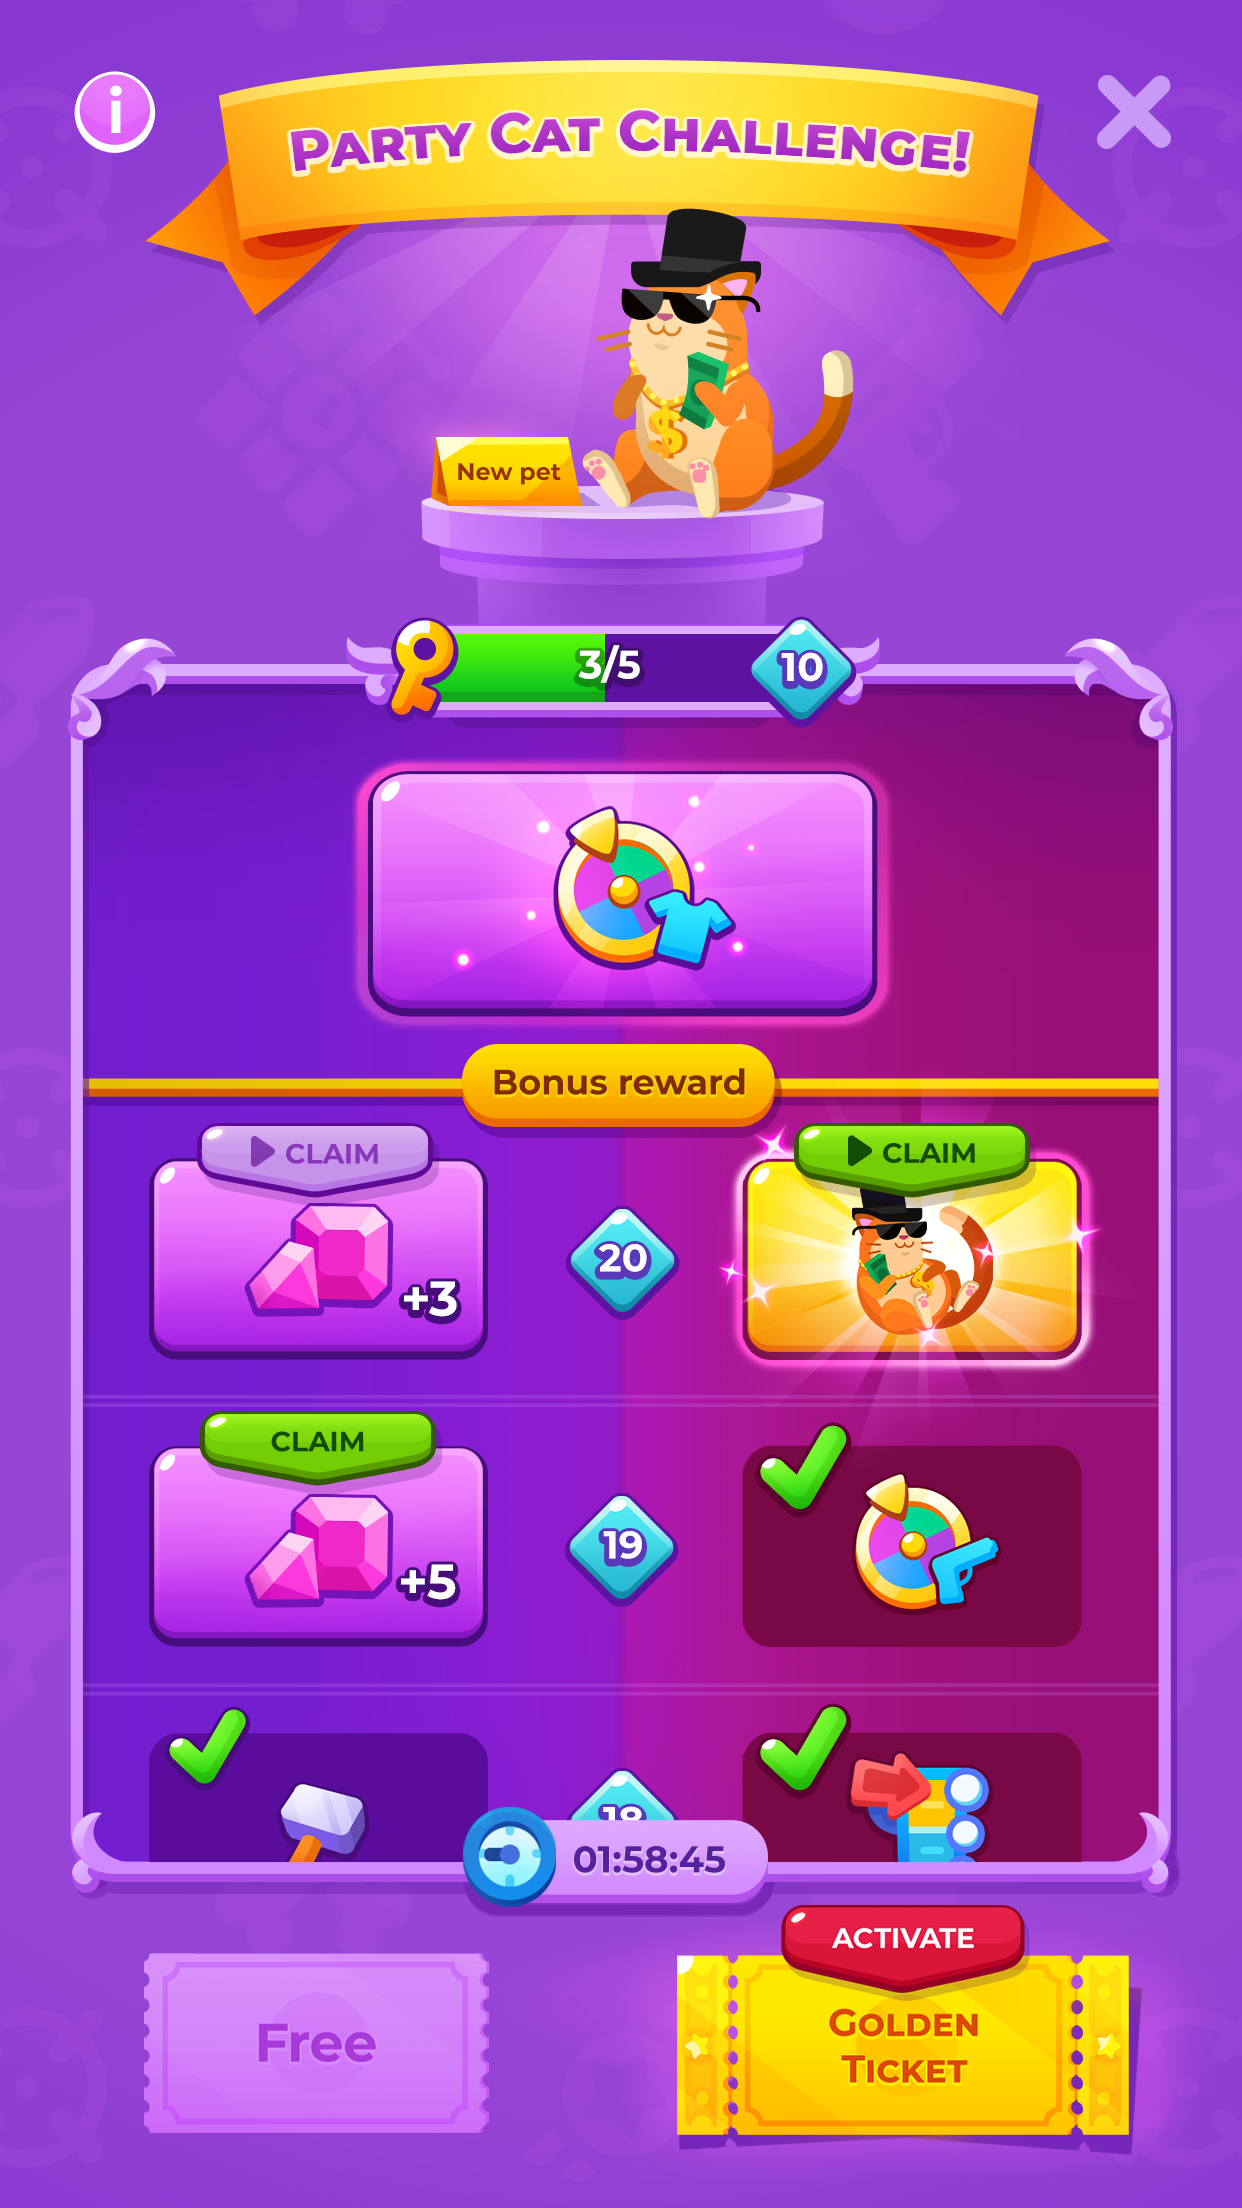 i
PARTY CAT CHALLENGE!
$
New pet
3/5
10
Bonus reward
CLAIM
CLAIM
+3
20
CLAIM
+5
19
18
01:58:45
ACTIVATE
Free
GOLDEN
TICKET